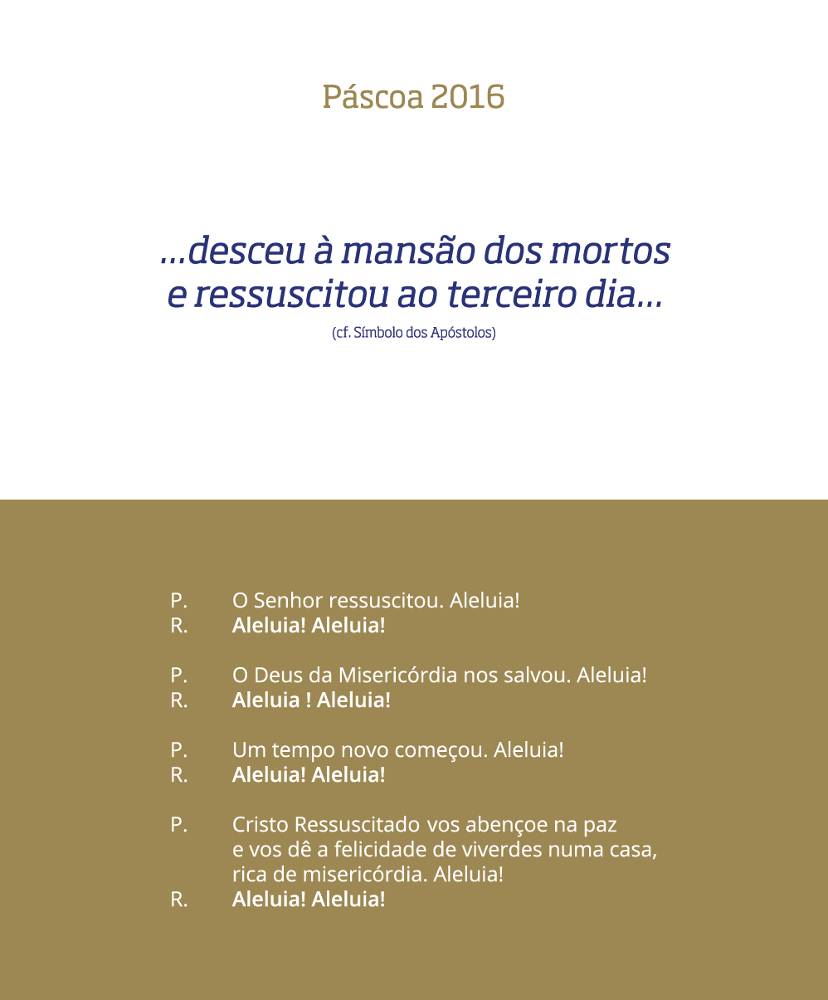 Páscoa 2016
...desceu à mansão dos mortos
e ressuscitou ao terceiro dia...
(cf. Símbolo dos Apóstolos)
P. O Senhor ressuscitou. Aleluia!
R. Aleluia! Aleluia!
P. O Deus da Misericórdia nos salvou. Aleluia!
R. Aleluia ! Aleluia!
P. Um tempo novo começou. Aleluia!
R. Aleluia! Aleluia!
P. Cristo Ressuscitado vos abençoe na paz
e vos dê a felicidade de viverdes numa casa,
rica de misericórdia. Aleluia!
R. Aleluia! Aleluia!